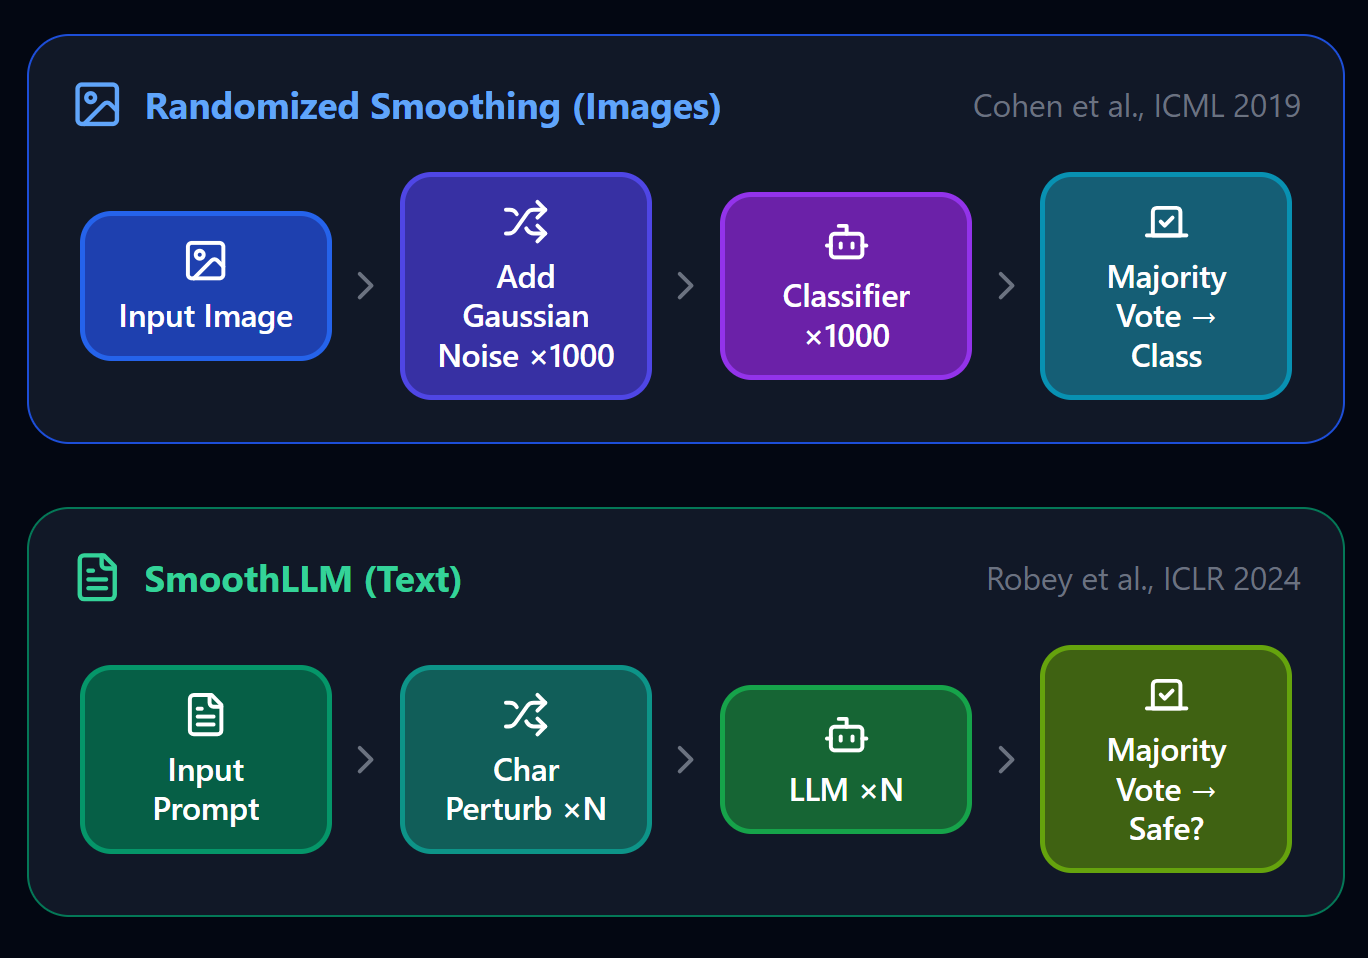 Randomized Smoothing (Images)
Cohen et al., ICML 2019
Input Image
Add
Gaussian
Noise ×1000
Classifier
×1000
Majority
Vote →
Class
SmoothLLM (Text)
Robey et al., ICLR 2024
Input
Prompt
Char
Perturb ×N
LLM ×N
Majority
Vote →
Safe?